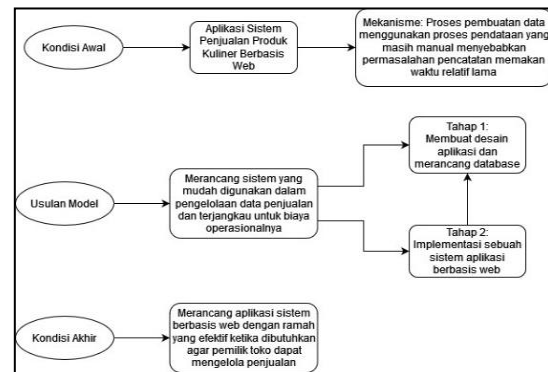 Kondisi Awal
Aplikasi Sistem
Penjualan Produk
Kuliner Berbasis
Web
Mekanisme: Proses pembuatan data
menggunakan proses pendataan yang
masih manual menyebabkan
permasalahan pencatatan memakan
waktu relatif lama
Usulan Model
Merancang sistem yang
mudah digunakan dalam
pengelolaan data penjualan
dan terjangkau untuk biaya
operasionalnya
Tahap 1:
Membuat desain
aplikasi dan
merancang database
Tahap 2:
Implementasi sebuah
sistem aplikasi
berbasis web
Kondisi Akhir
Merancang aplikasi sistem
berbasis web dengan ramah
yang efektif ketika dibutuhkan
agar pemilik toko dapat
mengelola penjualan